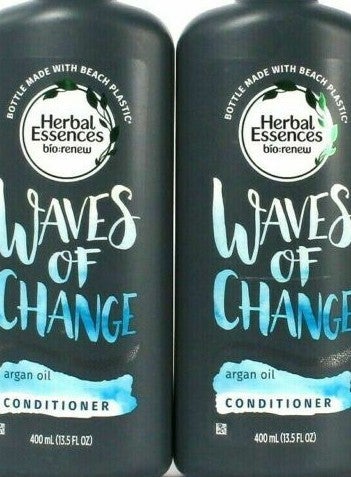 BOTTLE MADE WITH BEACH PLASTIC*
Herbal
Essences
bio:renew
WAVES
OF
CHANGE
argan oil
CONDITIONER
400 mL (13.5 FL OZ)
BOTTLE MADE WITH BEACH PLASTIC*
Herbal
Essences
bio:renew
WAVES
OF
CHANGE
argan oil
CONDITIONER
400 mL (13.5 FL OZ)